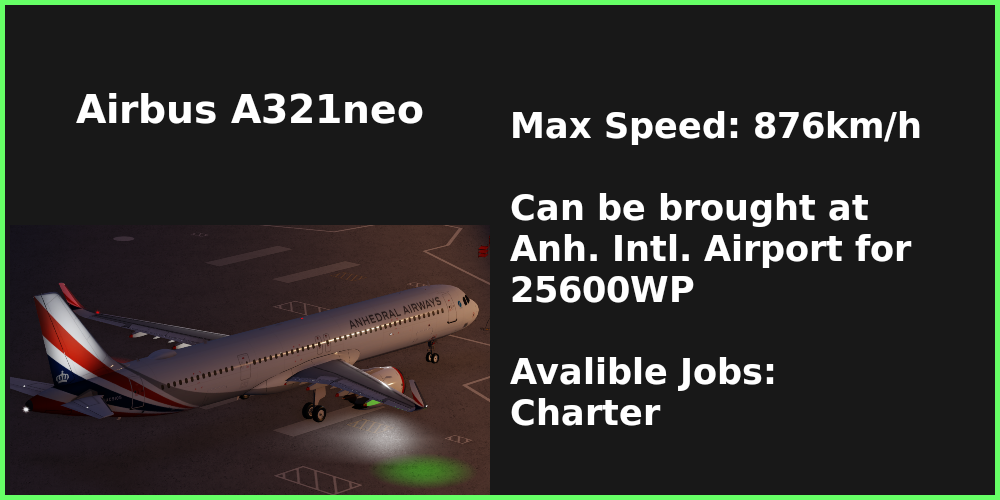 Airbus A321neo
Max Speed: 876km/h
Can be brought at
Anh. Intl. Airport for
25600WP
Avalible Jobs:
Charter
ANHEDRAL AIRWAYS